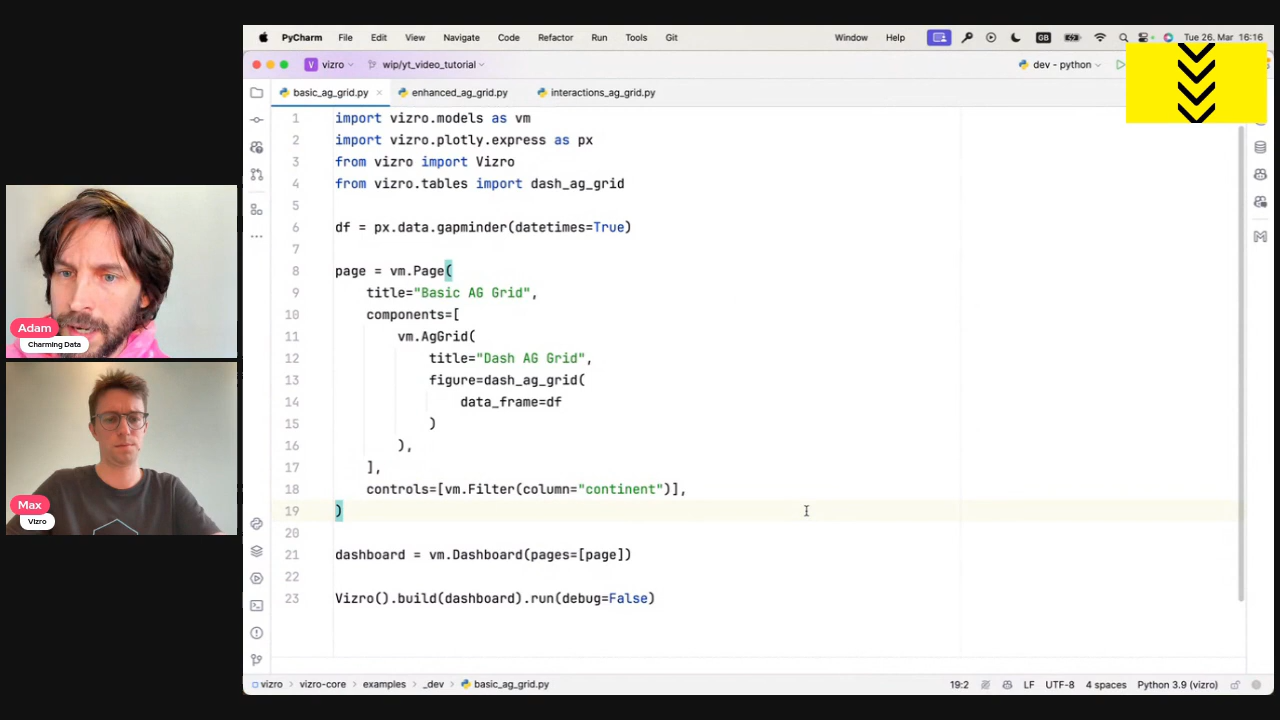 PyCharm File Edit View Navigate Code Refactor Run Tools Git Window Help GB Tue 26. Mar 16:16
V vizro wip/yt_video_tutorial dev - python
basic_ag_grid.py enhanced_ag_grid.py interactions_ag_grid.py
1 import vizro.models as vm
2 import vizro.plotly.express as px
3 from vizro import Vizro
4 from vizro.tables import dash_ag_grid
5
6 df = px.data.gapminder(datetimes=True)
7
8 page = vm.Page(
9 title="Basic AG Grid",
10 components=[
11 vm.AgGrid(
12 title="Dash AG Grid",
13 figure=dash_ag_grid(
14 data_frame=df
15 )
16 ),
17 ],
18 controls=[vm.Filter(column="continent")],
19 )
20
21 dashboard = vm.Dashboard(pages=[page])
22
23 Vizro().build(dashboard).run(debug=False)
vizro > vizro-core > examples > _dev > basic_ag_grid.py 19:2 LF UTF-8 4 spaces Python 3.9 (vizro)
Adam
Charming Data
Max
Vizro